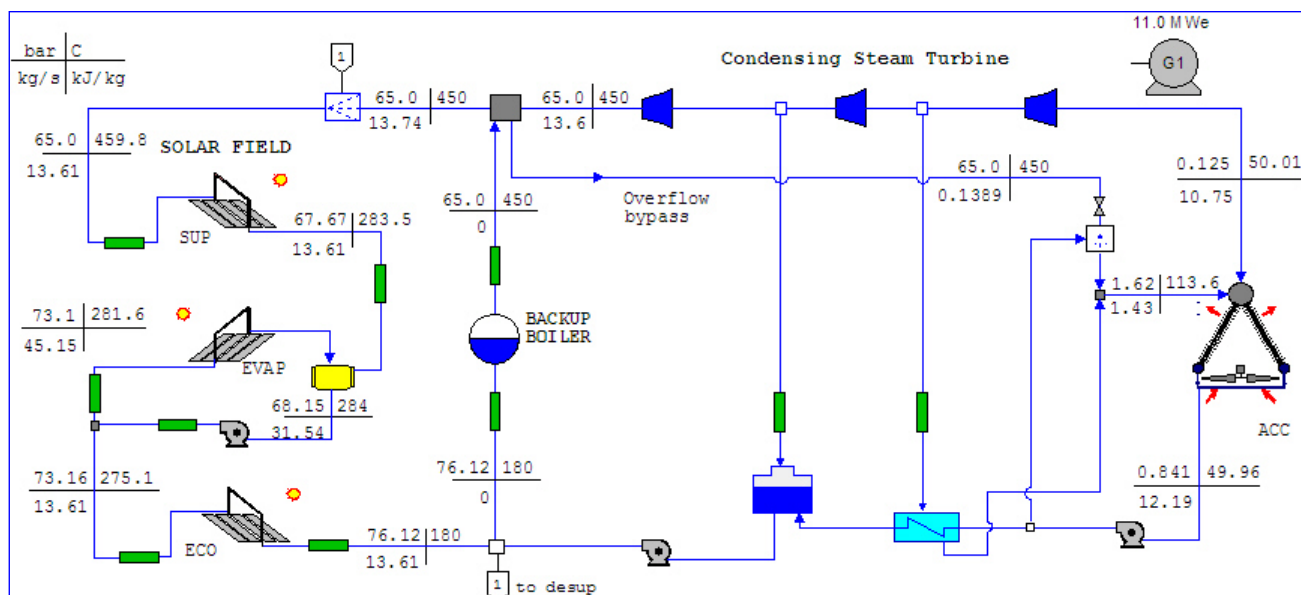 11.0 MWe
G1
bar C
kg/s kJ/kg
Condensing Steam Turbine
1
65.0 450
13.74
65.0 450
13.6
65.0 459.8
13.61
SOLAR FIELD
SUP
67.67 283.5
13.61
65.0 450
0
Overflow
bypass
65.0 450
0.1389
0.125 50.01
10.75
73.1 281.6
45.15
EVAP
68.15 284
31.54
BACKUP
BOILER
1.62 113.6
1.43
ACC
73.16 275.1
13.61
ECO
76.12 180
0
76.12 180
13.61
0.841 49.96
12.19
1 to desup